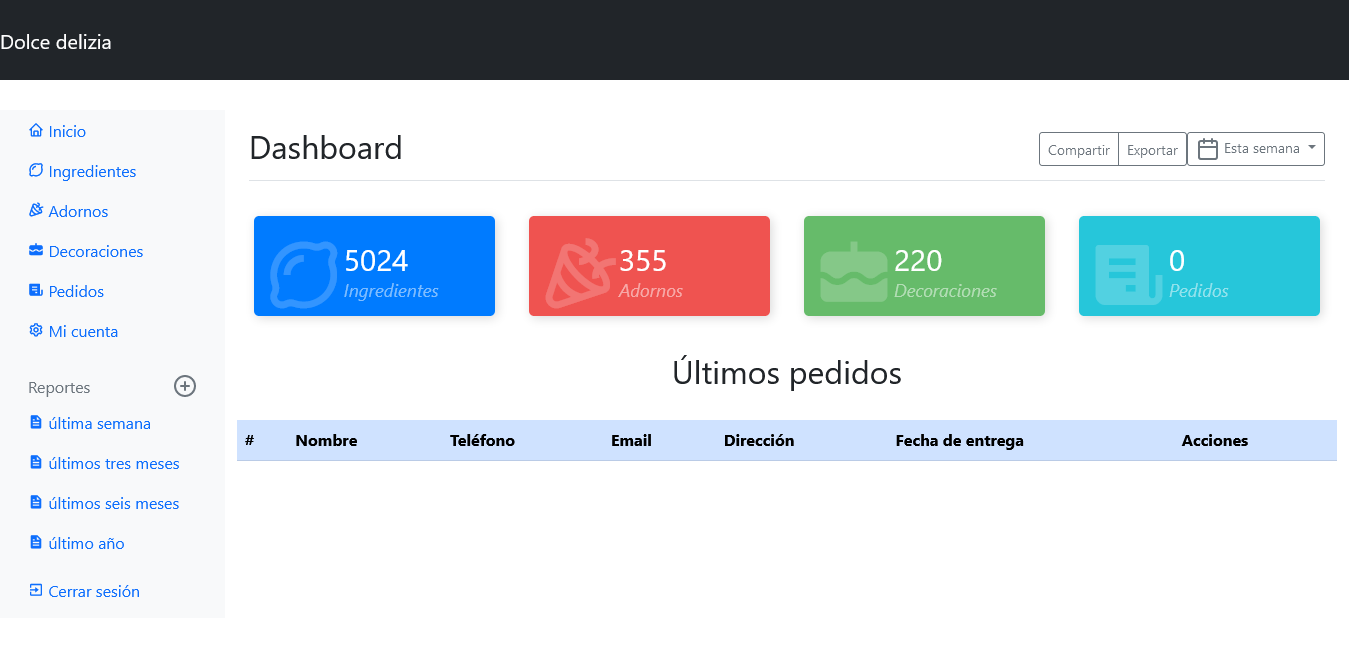 Dolce delizia
Inicio
Ingredientes
Adornos
Decoraciones
Pedidos
Mi cuenta
Reportes
última semana
últimos tres meses
últimos seis meses
último año
Cerrar sesión
Dashboard
Compartir Exportar Esta semana
5024
Ingredientes
355
Adornos
220
Decoraciones
0
Pedidos
Últimos pedidos
# Nombre Teléfono Email Dirección Fecha de entrega Acciones